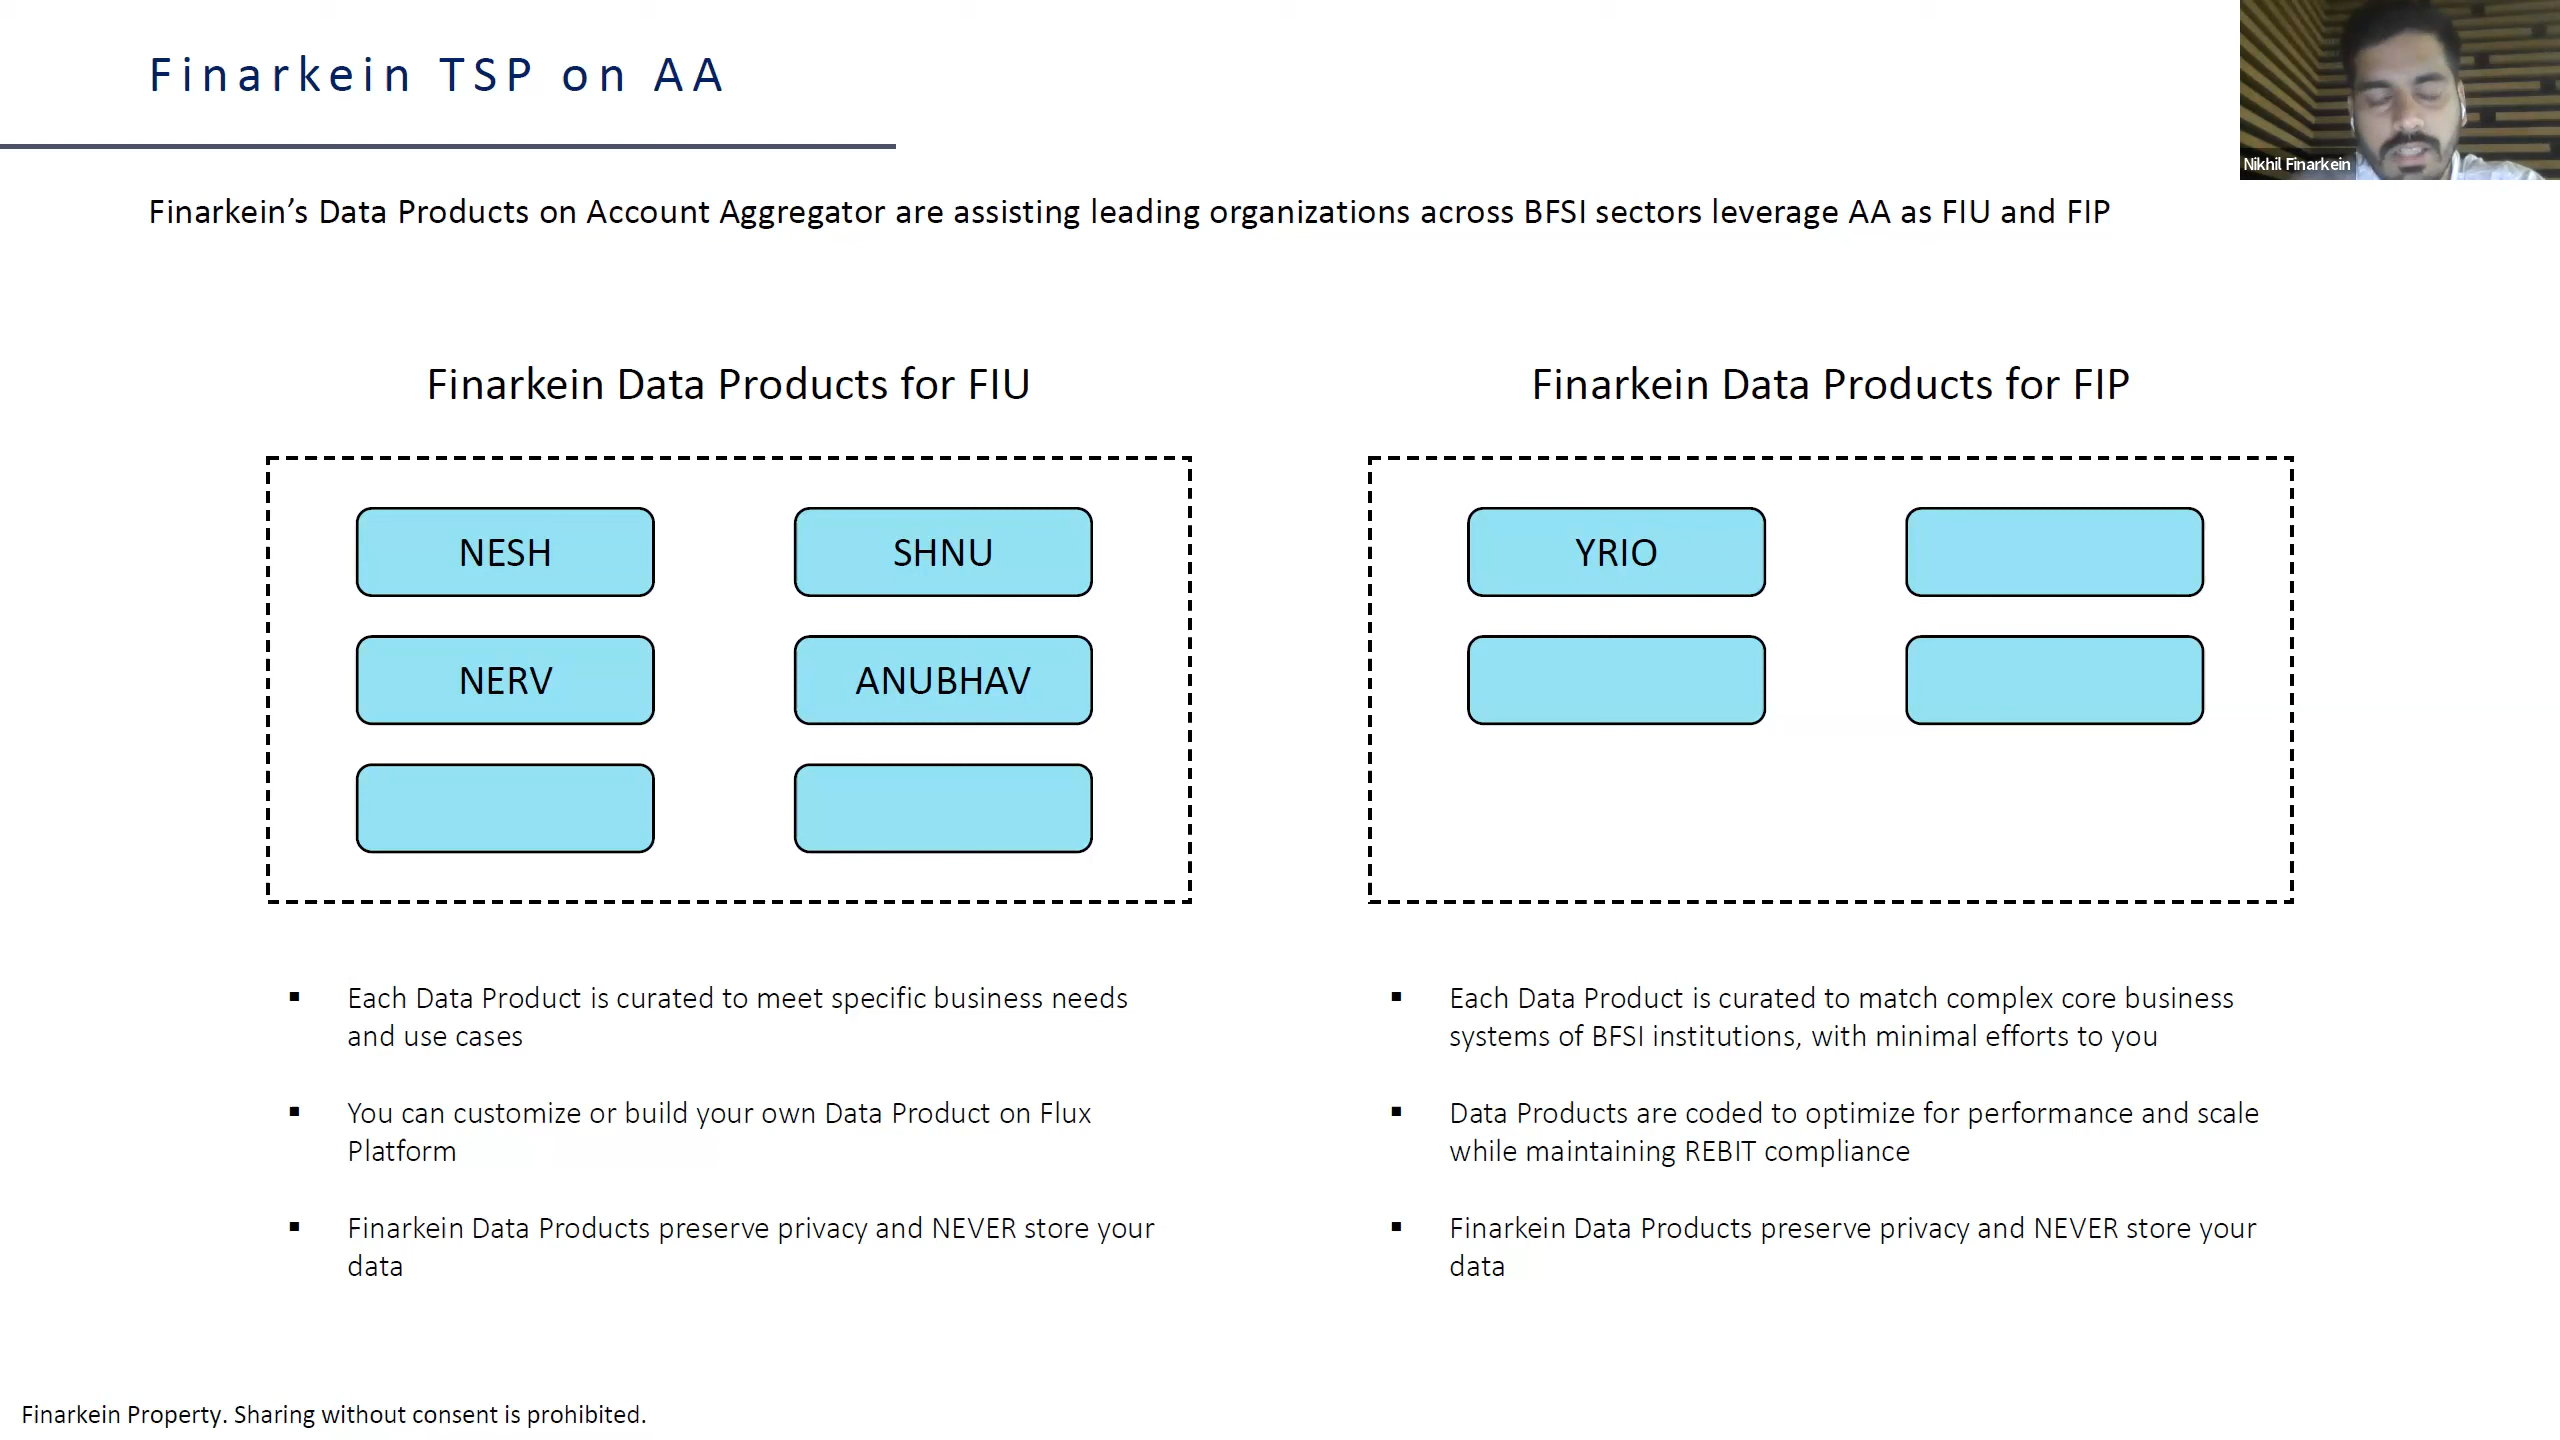 Finarkein TSP on AA
Nikhil Finarkein
Finarkein’s Data Products on Account Aggregator are assisting leading organizations across BFSI sectors leverage AA as FIU and FIP
Finarkein Data Products for FIU
NESH
SHNU
NERV
ANUBHAV
▪ Each Data Product is curated to meet specific business needs
and use cases
▪ You can customize or build your own Data Product on Flux
Platform
▪ Finarkein Data Products preserve privacy and NEVER store your
data
Finarkein Data Products for FIP
YRIO
▪ Each Data Product is curated to match complex core business
systems of BFSI institutions, with minimal efforts to you
▪ Data Products are coded to optimize for performance and scale
while maintaining REBIT compliance
▪ Finarkein Data Products preserve privacy and NEVER store your
data
Finarkein Property. Sharing without consent is prohibited.